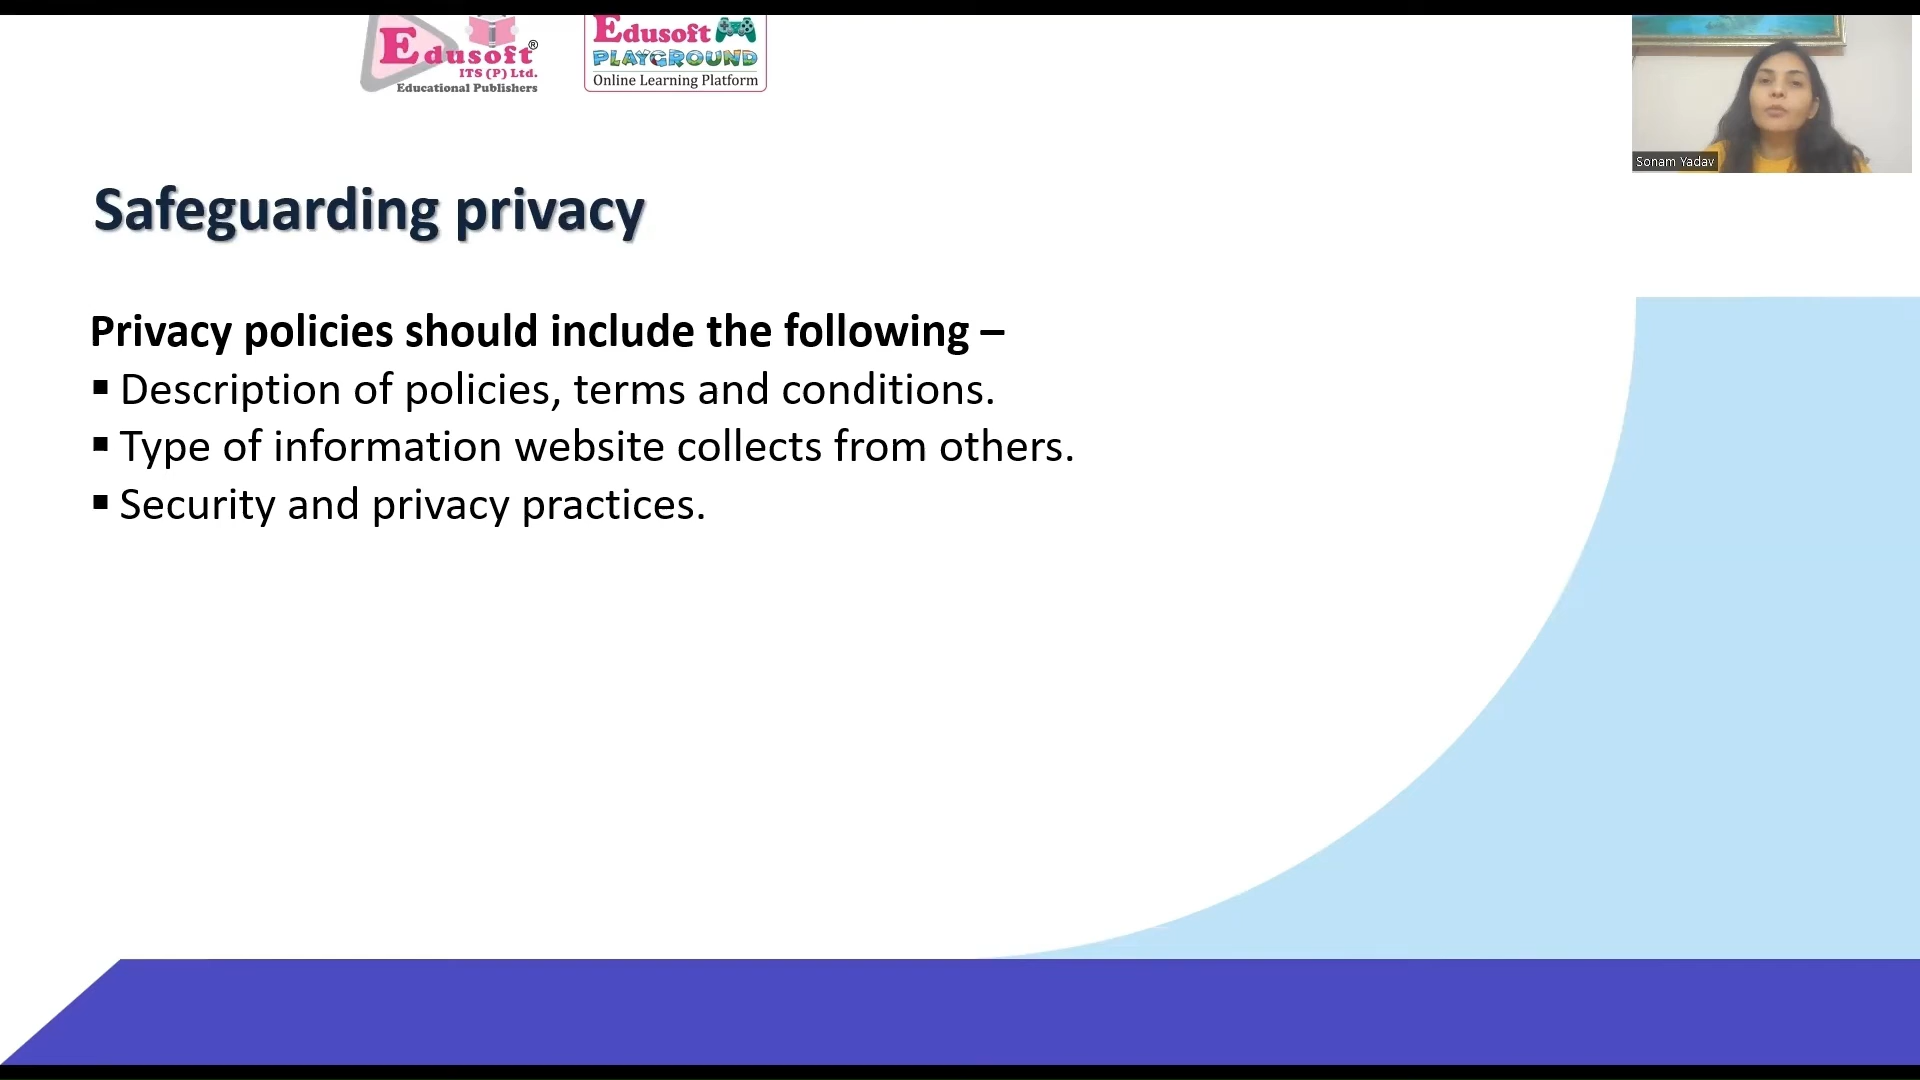 Edusoft®
ITS (P) Ltd.
Educational Publishers
Edusoft
PLAYGROUND
Online Learning Platform
Sonam Yadav
Safeguarding privacy
Privacy policies should include the following –
▪ Description of policies, terms and conditions.
▪ Type of information website collects from others.
▪ Security and privacy practices.